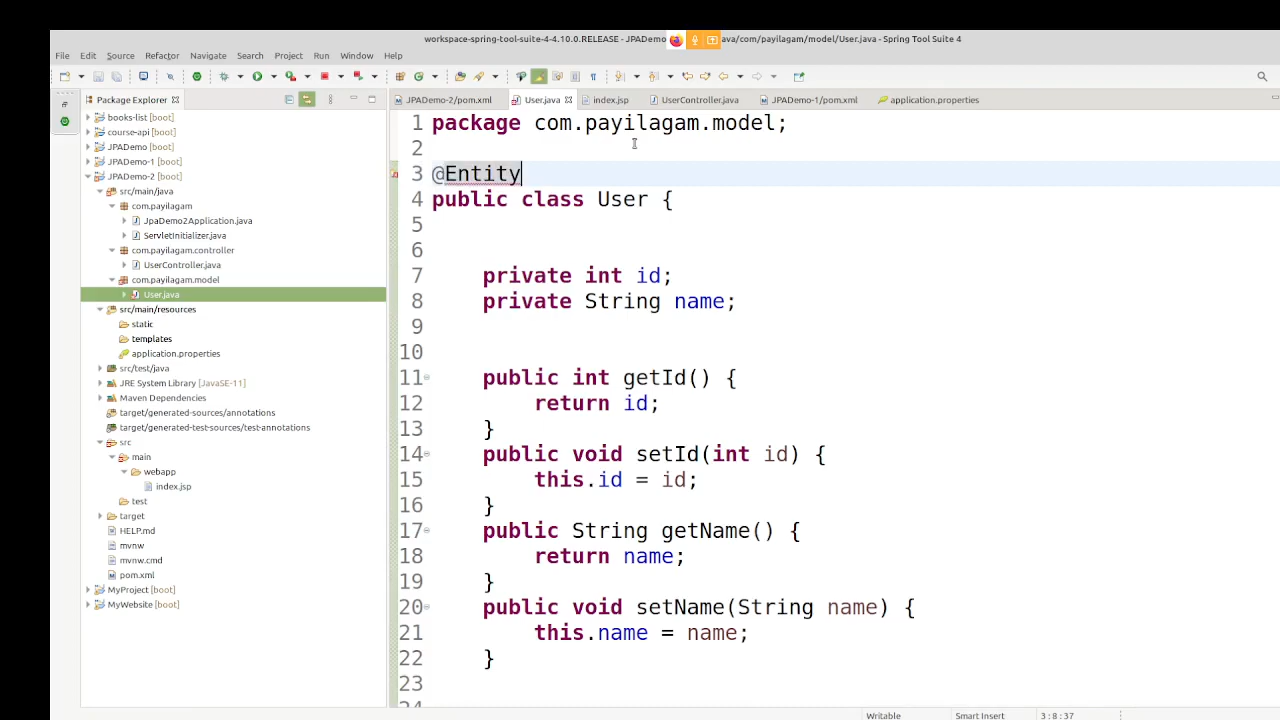 workspace-spring-tool-suite-4-4.10.0.RELEASE - JPADemo ava/com/payilagam/model/User.java - Spring Tool Suite 4
File Edit Source Refactor Navigate Search Project Run Window Help
Package Explorer
JPADemo-2/pom.xml User.java index.jsp UserController.java JPADemo-1/pom.xml application.properties
books-list [boot]
course-api [boot]
JPADemo [boot]
JPADemo-1 [boot]
JPADemo-2 [boot]
src/main/java
com.payilagam
JpaDemo2Application.java
ServletInitializer.java
com.payilagam.controller
UserController.java
com.payilagam.model
User.java
src/main/resources
static
templates
application.properties
src/test/java
JRE System Library [JavaSE-11]
Maven Dependencies
target/generated-sources/annotations
target/generated-test-sources/test-annotations
src
main
webapp
index.jsp
test
target
HELP.md
mvnw
mvnw.cmd
pom.xml
MyProject [boot]
MyWebsite [boot]
1 package com.payilagam.model;
2
3 @Entity
4 public class User {
5
6
7 private int id;
8 private String name;
9
10
11 public int getId() {
12 return id;
13 }
14 public void setId(int id) {
15 this.id = id;
16 }
17 public String getName() {
18 return name;
19 }
20 public void setName(String name) {
21 this.name = name;
22 }
23
24
Writable Smart Insert 3 : 8 : 37